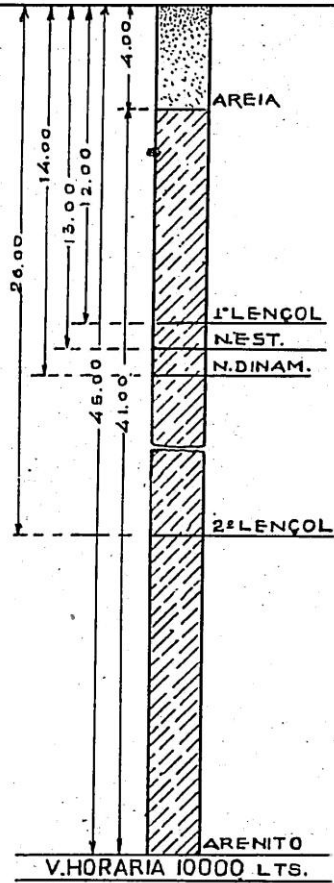 4.00
AREIA
14.00
13.00
12.00
26.00
45.00
41.00
1º LENÇOL
N.EST.
N.DINAM.
2º LENÇOL
ARENITO
V.HORARIA 10000 LTS.